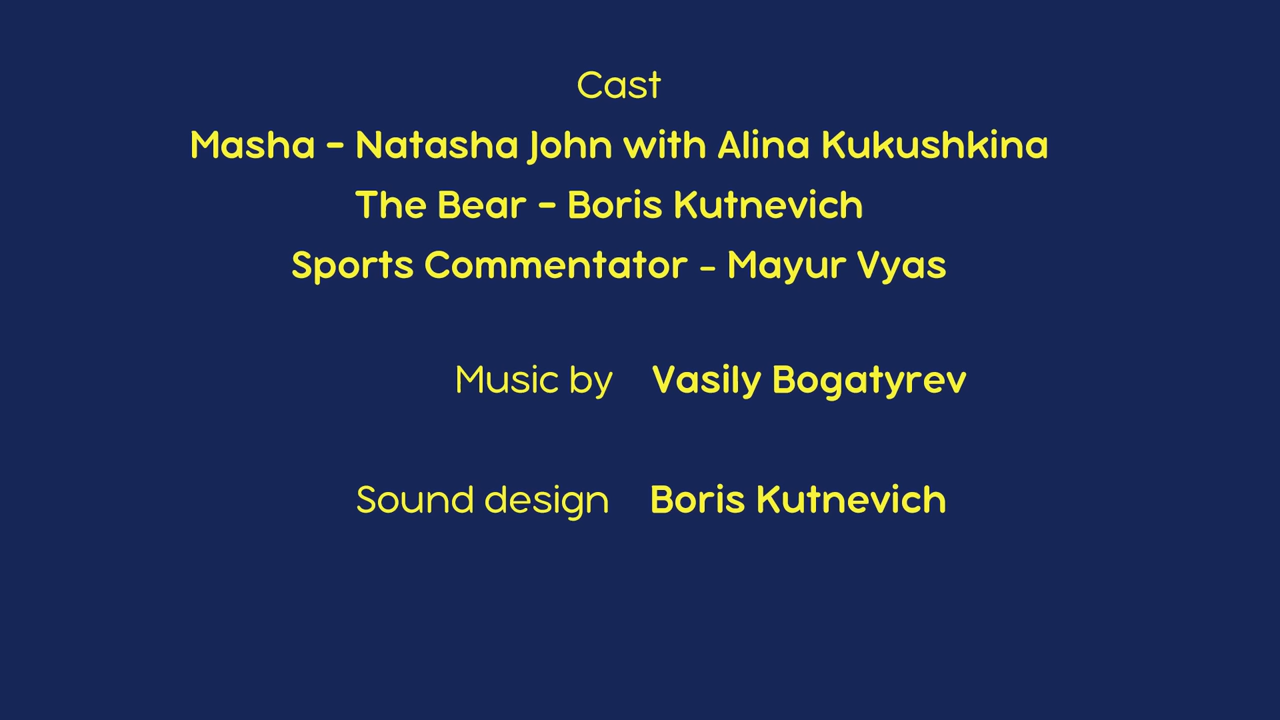 Cast
Masha - Natasha John with Alina Kukushkina
The Bear - Boris Kutnevich
Sports Commentator - Mayur Vyas
Music by Vasily Bogatyrev
Sound design Boris Kutnevich